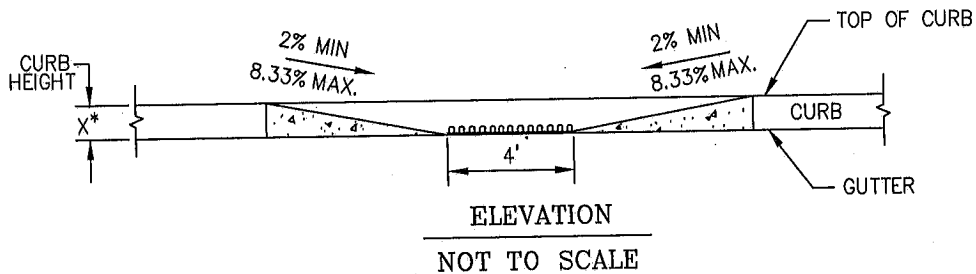 2% MIN
8.33% MAX.
2% MIN
8.33% MAX.
TOP OF CURB
CURB
HEIGHT
X*
CURB
4'
GUTTER
ELEVATION
NOT TO SCALE